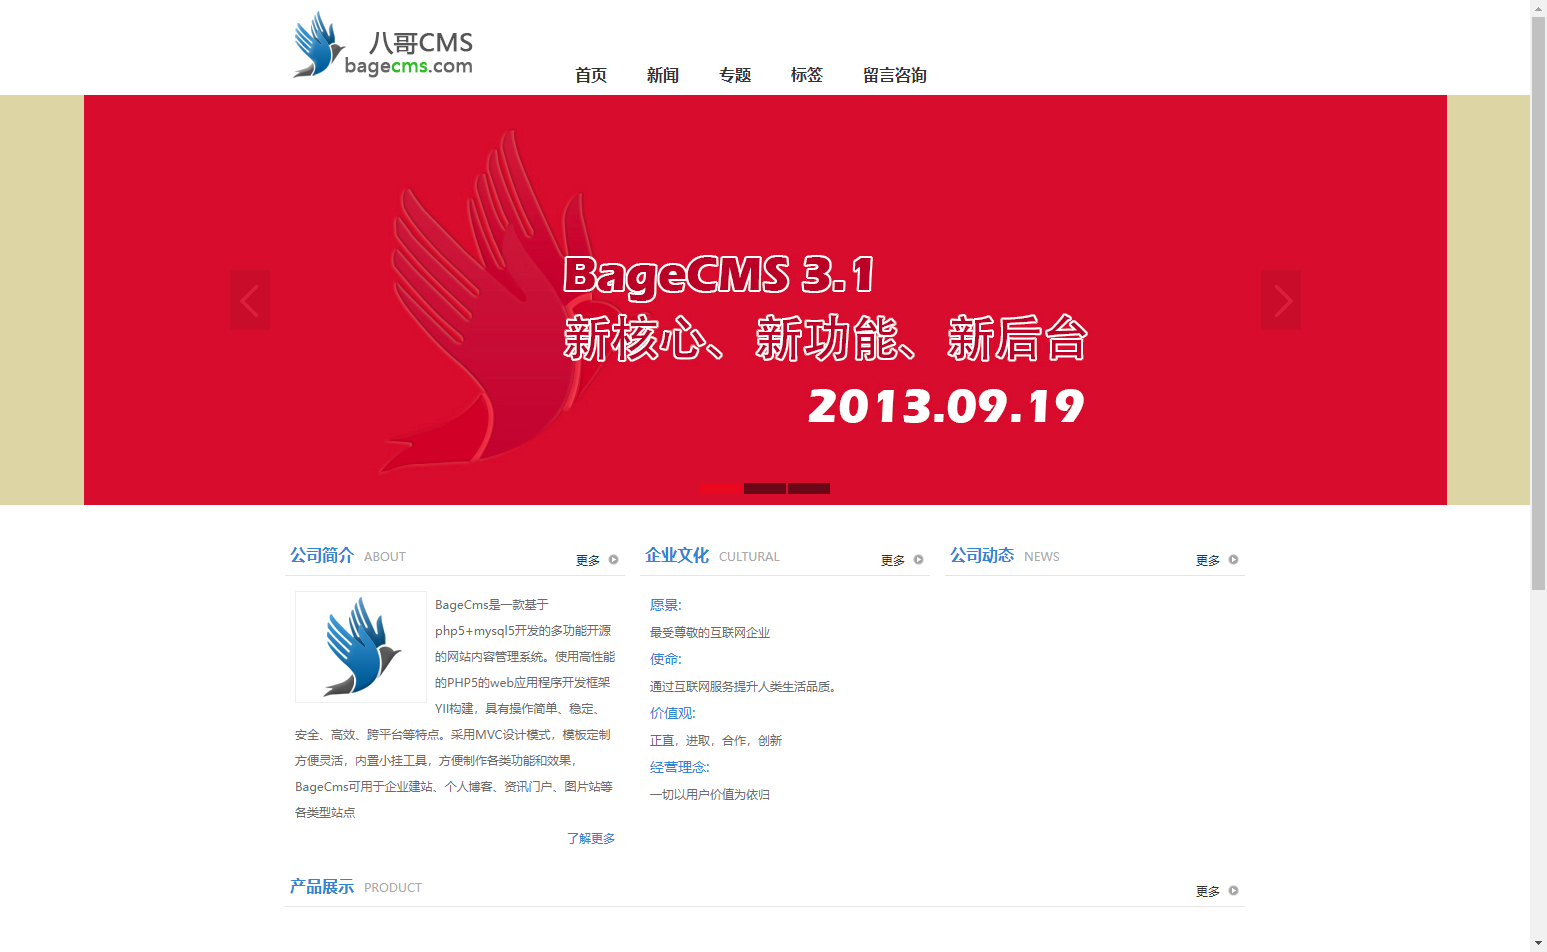 八哥CMS
bagecms.com
首页 新闻 专题 标签 留言咨询
BageCMS 3.1
新核心、新功能、新后台
2013.09.19
公司简介 ABOUT 更多
BageCms是一款基于
php5+mysql5开发的多功能开源
的网站内容管理系统。使用高性能
的PHP5的web应用程序开发框架
YII构建，具有操作简单、稳定、
安全、高效、跨平台等特点。采用MVC设计模式，模板定制
方便灵活，内置小挂工具，方便制作各类功能和效果，
BageCms可用于企业建站、个人博客、资讯门户、图片站等
各类型站点
了解更多
企业文化 CULTURAL 更多
愿景:
最受尊敬的互联网企业
使命:
通过互联网服务提升人类生活品质。
价值观:
正直，进取，合作，创新
经营理念:
一切以用户价值为依归
公司动态 NEWS 更多
产品展示 PRODUCT 更多